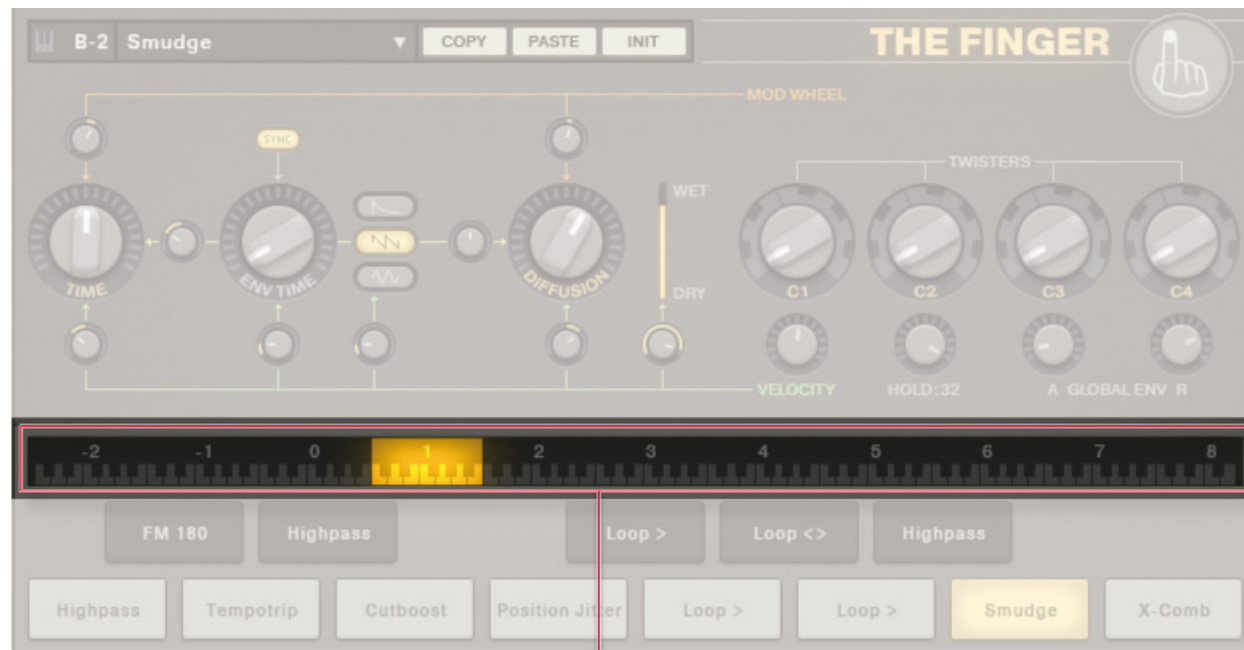 B-2 Smudge ▼ COPY PASTE INIT THE FINGER
MOD WHEEL
SYNC
TWISTERS
WET
TIME ENV TIME DIFFUSION DRY C1 C2 C3 C4
VELOCITY HOLD:32 A GLOBAL ENV R
-2 -1 0 1 2 3 4 5 6 7 8
FM 180 Highpass Loop > Loop <> Highpass
Highpass Tempotrip Cutboost Position Jitter Loop > Loop > Smudge X-Comb